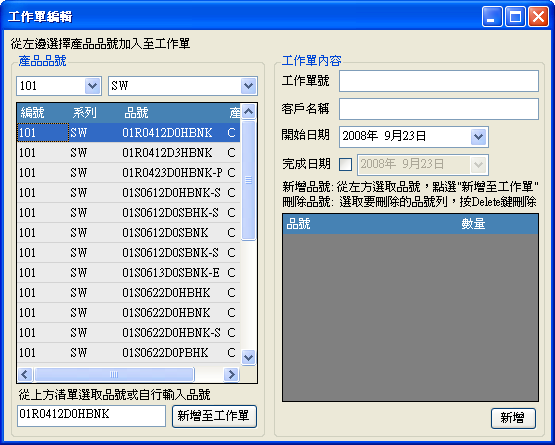 工作單編輯
從左邊選擇產品品號加入至工作單
產品品號
101 SW
編號 系列 品號 產
101 SW 01R0412D0HBNK C
101 SW 01R0412D3HBNK C
101 SW 01R0423D0HBNK-P C
101 SW 01S0612D0HBNK-S C
101 SW 01S0612D0SBHK-S C
101 SW 01S0612D0SBNK C
101 SW 01S0612D0SBNK-S C
101 SW 01S0613D0SBNK-E C
101 SW 01S0622D0HBHK C
101 SW 01S0622D0HBNK C
101 SW 01S0622D0HBNK-S C
101 SW 01S0622D0PBHK C
從上方清單選取品號或自行輸入品號
01R0412D0HBNK 新增至工作單
工作單內容
工作單號
客戶名稱
開始日期 2008年 9月23日
完成日期 2008年 9月23日
新增品號: 從左方選取品號，點選"新增至工作單"
刪除品號: 選取要刪除的品號列，按Delete鍵刪除
品號 數量
新增